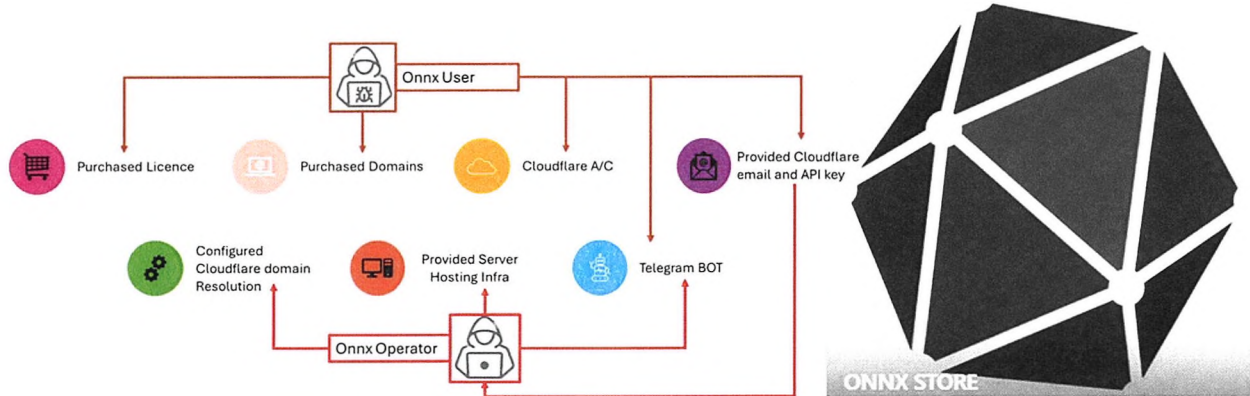 Onnx User
Purchased Licence
Purchased Domains
Cloudflare A/C
Provided Cloudflare
email and API key
Configured
Cloudflare domain
Resolution
Provided Server
Hosting Infra
Telegram BOT
Onnx Operator
ONNX STORE